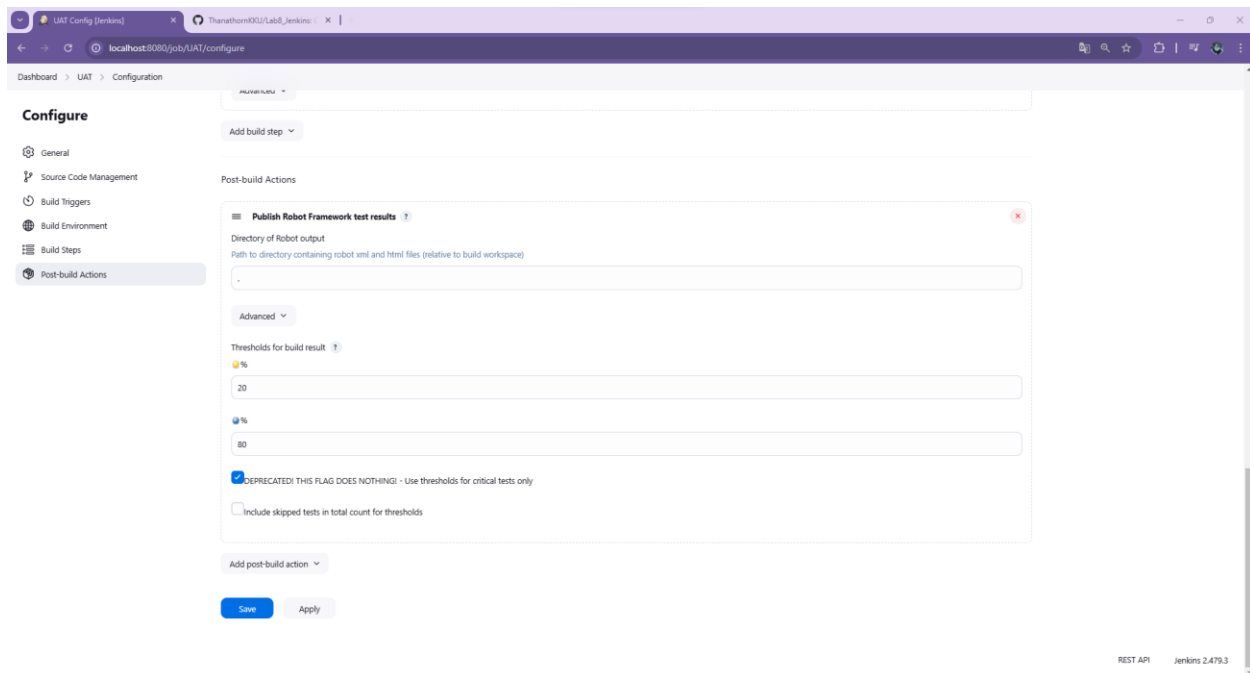 UAT Config [Jenkins]
ThanathornKKU/Lab8_Jenkins:
localhost:8080/job/UAT/configure
Dashboard > UAT > Configuration
Configure
General
Source Code Management
Build Triggers
Build Environment
Build Steps
Post-build Actions
Advanced
Add build step
Post-build Actions
Publish Robot Framework test results ?
Directory of Robot output
Path to directory containing robot xml and html files (relative to build workspace)
.
Advanced
Thresholds for build result ?
%
20
%
80
DEPRECATED! THIS FLAG DOES NOTHING! - Use thresholds for critical tests only
Include skipped tests in total count for thresholds
Add post-build action
Save Apply
REST API Jenkins 2.479.3